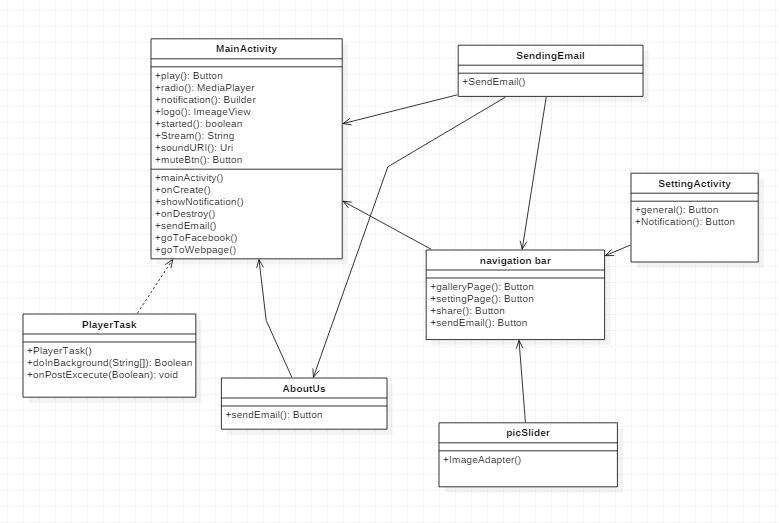 MainActivity
+play(): Button
+radio(): MediaPlayer
+notification(): Builder
+logo(): ImeageView
+started(): boolean
+Stream(): String
+soundURI(): Uri
+muteBtn(): Button
+mainActivity()
+onCreate()
+showNotification()
+onDestroy()
+sendEmail()
+goToFacebook()
+goToWebpage()
SendingEmail
+SendEmail()
SettingActivity
+general(): Button
+Notification(): Button
navigation bar
+galleryPage(): Button
+settingPage(): Button
+share(): Button
+sendEmail(): Button
PlayerTask
+PlayerTask()
+doInBackground(String[]): Boolean
+onPostExcecute(Boolean): void
AboutUs
+sendEmail(): Button
picSlider
+ImageAdapter()